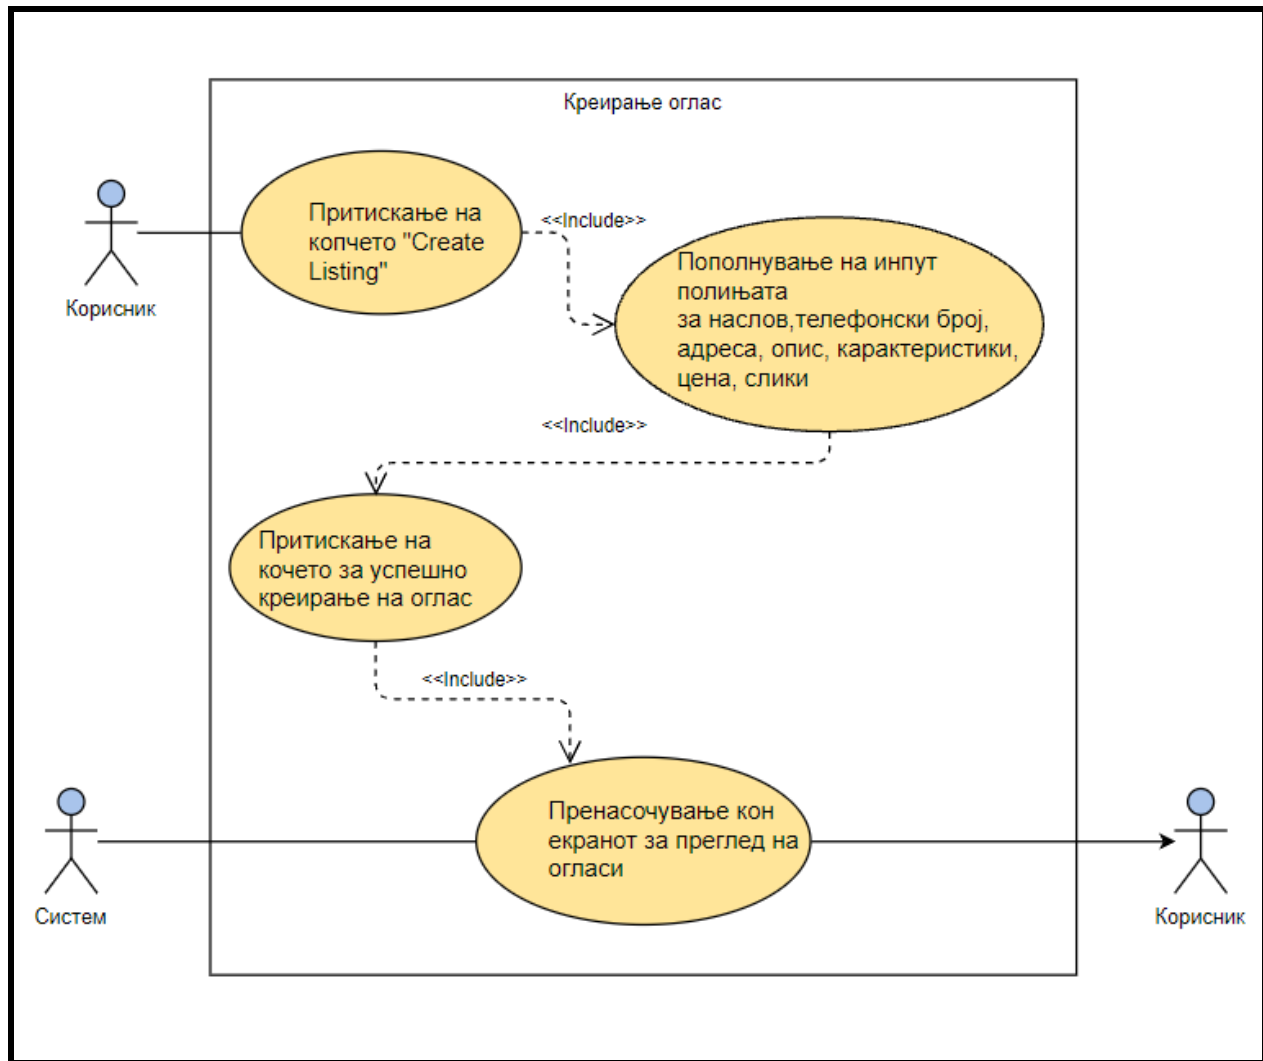 Креирање оглас
Притискање на
копчето "Create
Listing"
<<Include>>
Корисник
Пополнување на инпут
полињата
за наслов,телефонски број,
адреса, опис, карактеристики,
цена, слики
<<Include>>
Притискање на
кочето за успешно
креирање на оглас
<<Include>>
Пренасочување кон
екранот за преглед на
огласи
Систем
Корисник